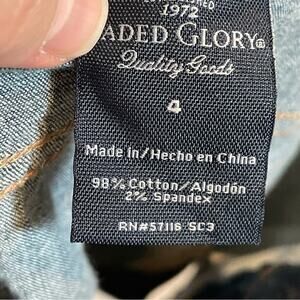 1972
ADED GLORY®
Quality Goods
4
Made in/Hecho en China
98% Cotton/Algodón
2% Spandex
RN#57116 SC3